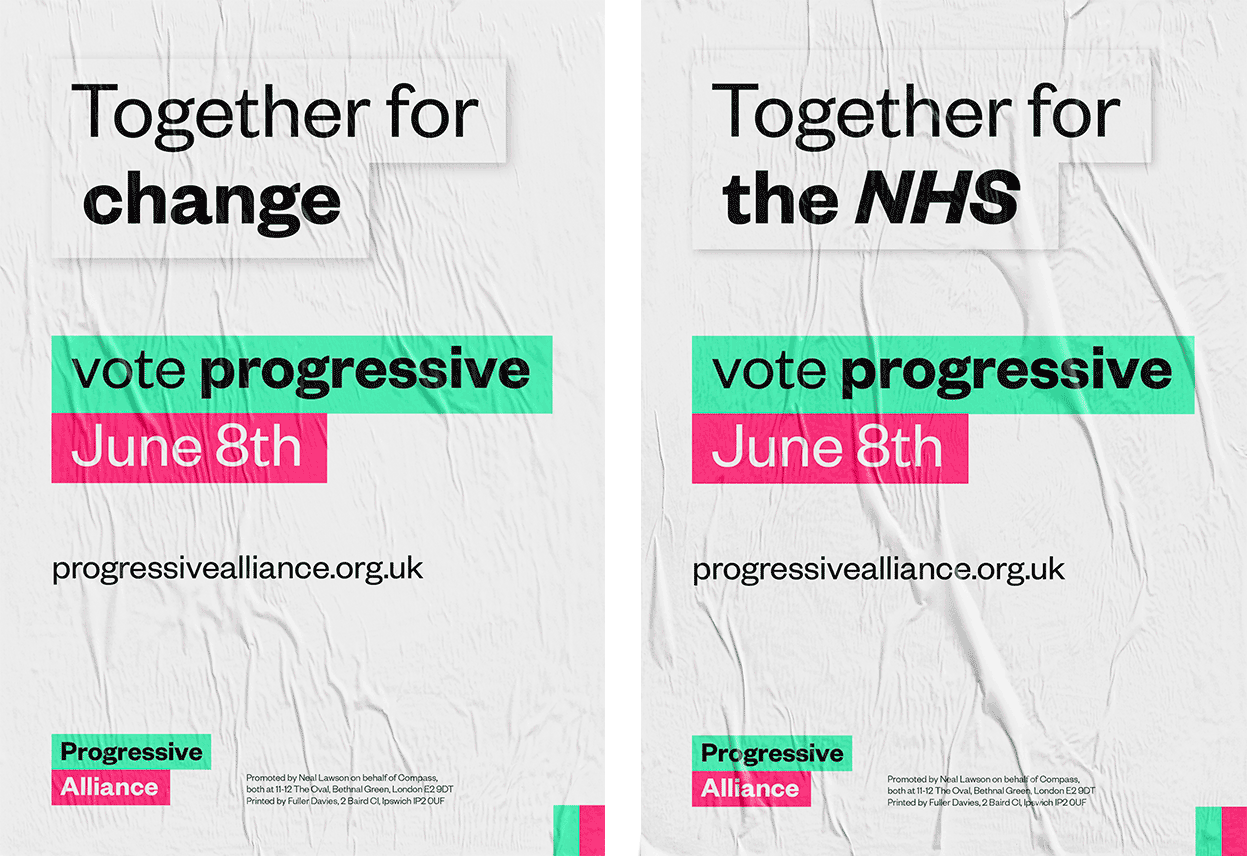 Together for
change
vote progressive
June 8th
progressivealliance.org.uk
Progressive
Alliance
Promoted by Neal Lawson on behalf of Compass,
both at 11-12 The Oval, Bethnal Green, London E2 9DT
Printed by Fuller Davies, 2 Baird Cl, Ipswich IP2 0UF
Together for
the NHS
vote progressive
June 8th
progressivealliance.org.uk
Progressive
Alliance
Promoted by Neal Lawson on behalf of Compass,
both at 11-12 The Oval, Bethnal Green, London E2 9DT
Printed by Fuller Davies, 2 Baird Cl, Ipswich IP2 0UF